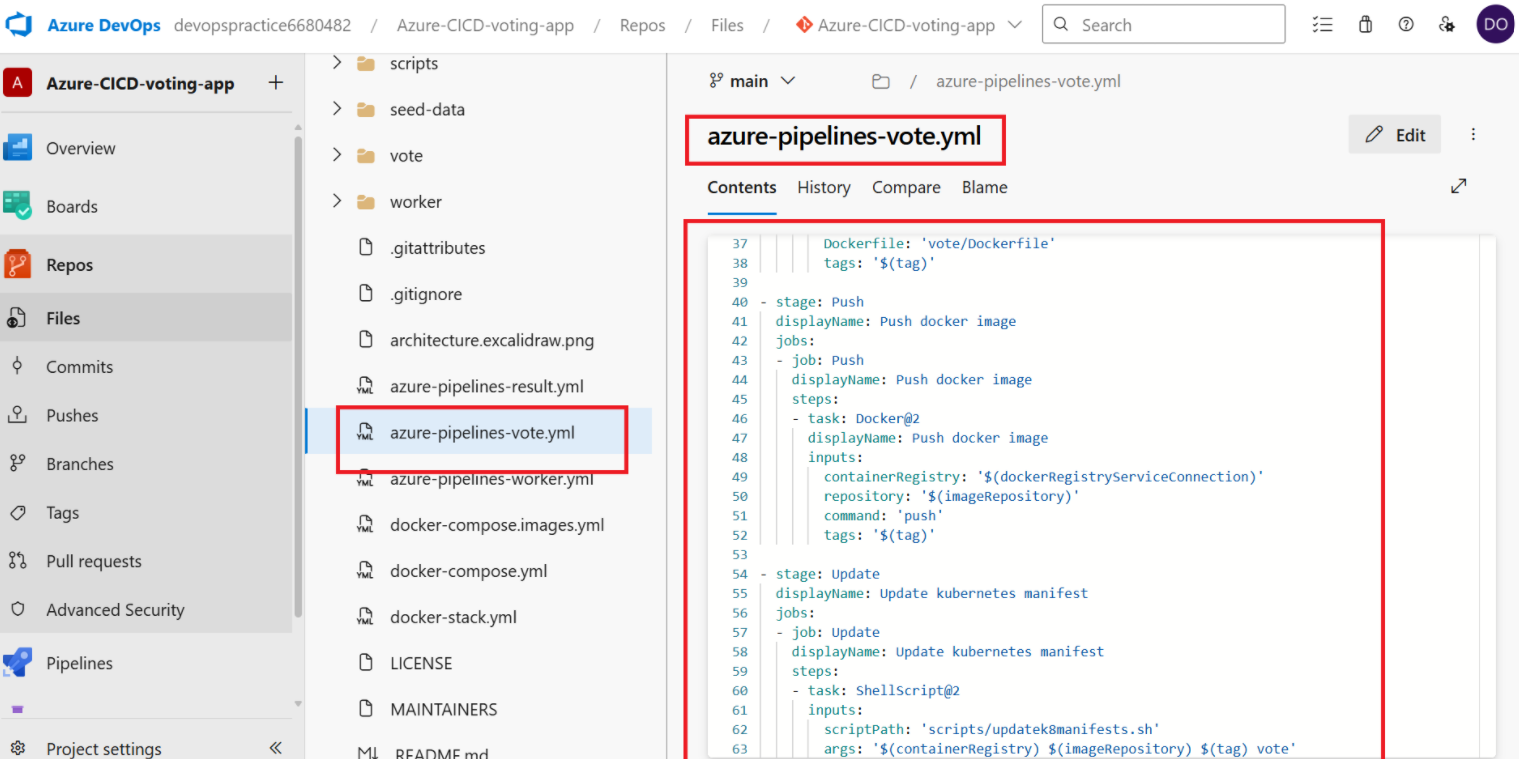 Azure DevOps devopspractice6680482 / Azure-CICD-voting-app / Repos / Files / Azure-CICD-voting-app Search DO
A Azure-CICD-voting-app +
Overview
Boards
Repos
Files
Commits
Pushes
Branches
Tags
Pull requests
Advanced Security
Pipelines
Project settings
scripts
seed-data
vote
worker
.gitattributes
.gitignore
architecture.excalidraw.png
YML azure-pipelines-result.yml
YML azure-pipelines-vote.yml
YML azure-pipelines-worker.yml
YML docker-compose.images.yml
YML docker-compose.yml
YML docker-stack.yml
LICENSE
MAINTAINERS
README.md
main / azure-pipelines-vote.yml
azure-pipelines-vote.yml Edit
Contents History Compare Blame
37 Dockerfile: 'vote/Dockerfile'
38 tags: '$(tag)'
39
40 - stage: Push
41 displayName: Push docker image
42 jobs:
43 - job: Push
44 displayName: Push docker image
45 steps:
46 - task: Docker@2
47 displayName: Push docker image
48 inputs:
49 containerRegistry: '$(dockerRegistryServiceConnection)'
50 repository: '$(imageRepository)'
51 command: 'push'
52 tags: '$(tag)'
53
54 - stage: Update
55 displayName: Update kubernetes manifest
56 jobs:
57 - job: Update
58 displayName: Update kubernetes manifest
59 steps:
60 - task: ShellScript@2
61 inputs:
62 scriptPath: 'scripts/updatek8manifests.sh'
63 args: '$(containerRegistry) $(imageRepository) $(tag) vote'